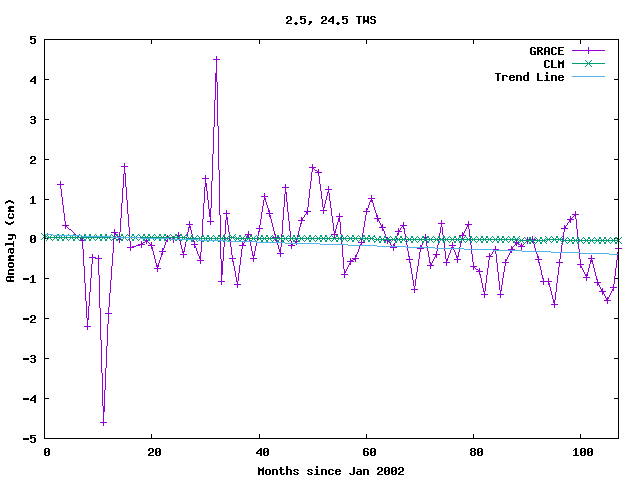 2.5, 24.5 TWS
GRACE
CLM
Trend Line
5
4
3
2
1
0
-1
-2
-3
-4
-5
Anomaly (cm)
0 20 40 60 80 100
Months since Jan 2002